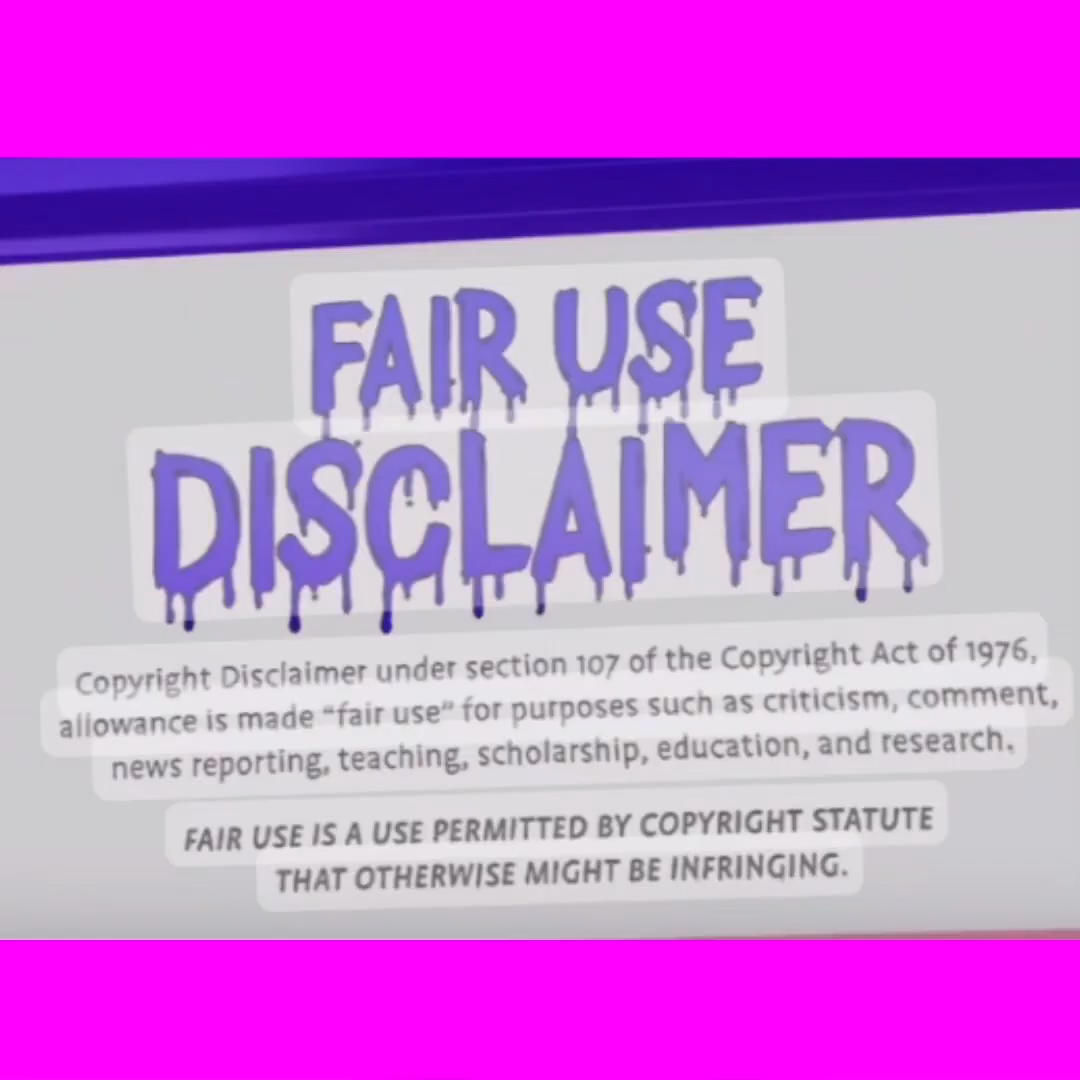 FAIR USE
DISCLAIMER
Copyright Disclaimer under section 107 of the Copyright Act of 1976,
allowance is made “fair use” for purposes such as criticism, comment,
news reporting, teaching, scholarship, education, and research.
FAIR USE IS A USE PERMITTED BY COPYRIGHT STATUTE
THAT OTHERWISE MIGHT BE INFRINGING.